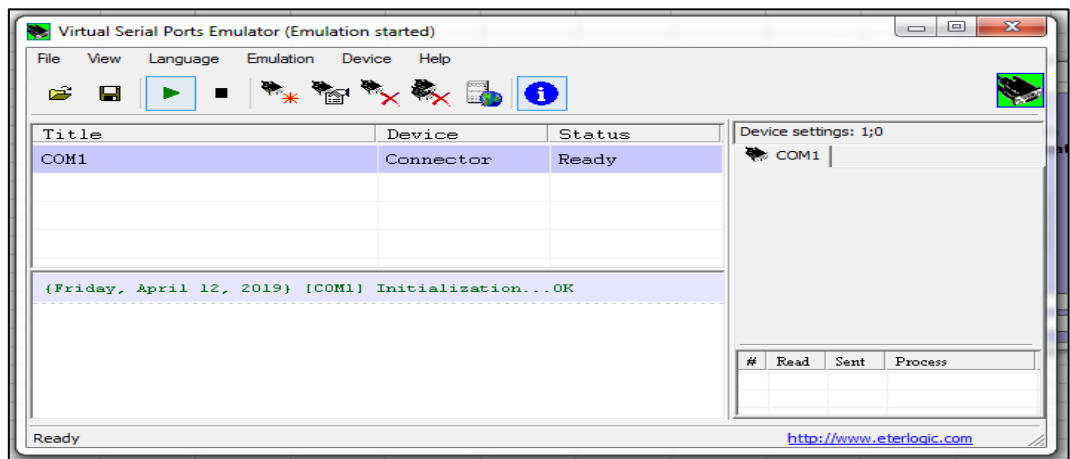 Virtual Serial Ports Emulator (Emulation started)
File View Language Emulation Device Help
Title Device Status
COM1 Connector Ready
{Friday, April 12, 2019} [COM1] Initialization...OK
Device settings: 1;0
COM1
# Read Sent Process
Ready
http://www.eterlogic.com